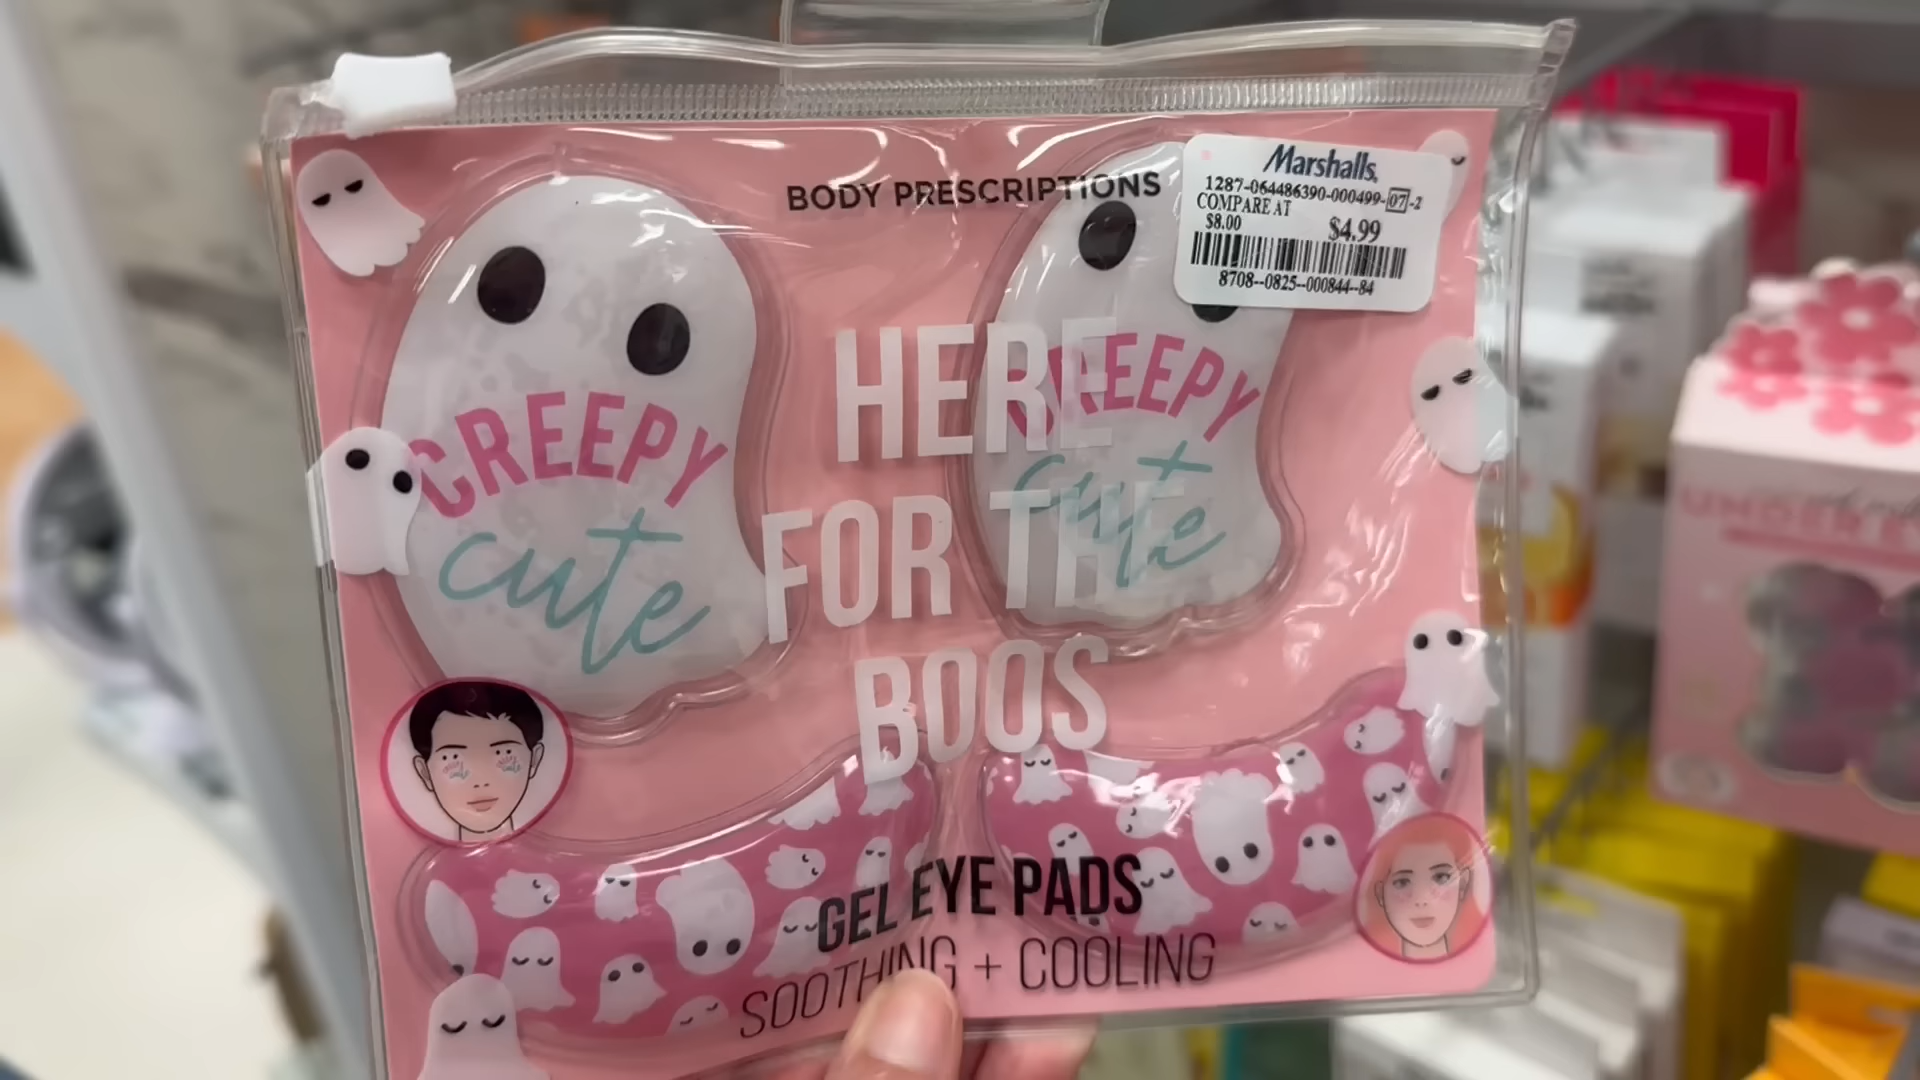 BODY PRESCRIPTIONS
Marshalls
1287-064486390-000499-07-2
COMPARE AT
$8.00 $4.99
8708--0825--000844--84
CREEPY
cute
CREEPY
cute
HERE
FOR THE
BOOS
GEL EYE PADS
SOOTHING + COOLING
UNDER